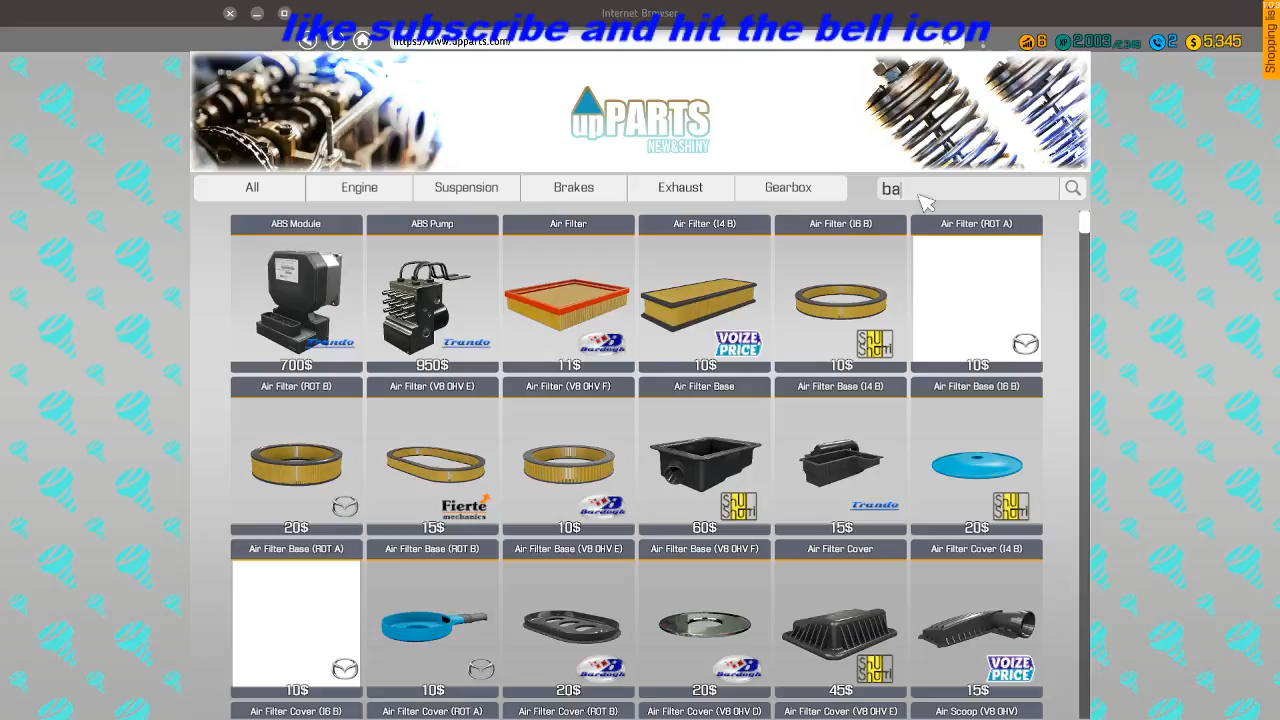 Internet Browser
like subscribe and hit the bell icon
https://www.upparts.com/
6 XP 2,003/2,349 2 $ 5,345
Shopping list
upPARTS
NEW&SHINY
All Engine Suspension Brakes Exhaust Gearbox ba
ABS Module ABS Pump Air Filter Air Filter (I4 B) Air Filter (I6 B) Air Filter (ROT A)
Trando Trando Bardogh VOIZE PRICE Shu Shuti
700$ 950$ 11$ 10$ 10$ 10$
Air Filter (ROT B) Air Filter (V8 OHV E) Air Filter (V8 OHV F) Air Filter Base Air Filter Base (I4 B) Air Filter Base (I6 B)
Fierte mechanics Bardogh Shu Shuti Trando Shu Shuti
20$ 15$ 10$ 60$ 15$ 20$
Air Filter Base (ROT A) Air Filter Base (ROT B) Air Filter Base (V8 OHV E) Air Filter Base (V8 OHV F) Air Filter Cover Air Filter Cover (I4 B)
Bardogh Bardogh Shu Shuti VOIZE PRICE
10$ 10$ 20$ 20$ 45$ 15$
Air Filter Cover (I6 B) Air Filter Cover (ROT A) Air Filter Cover (ROT B) Air Filter Cover (V8 OHV D) Air Filter Cover (V8 OHV E) Air Scoop (V8 OHV)